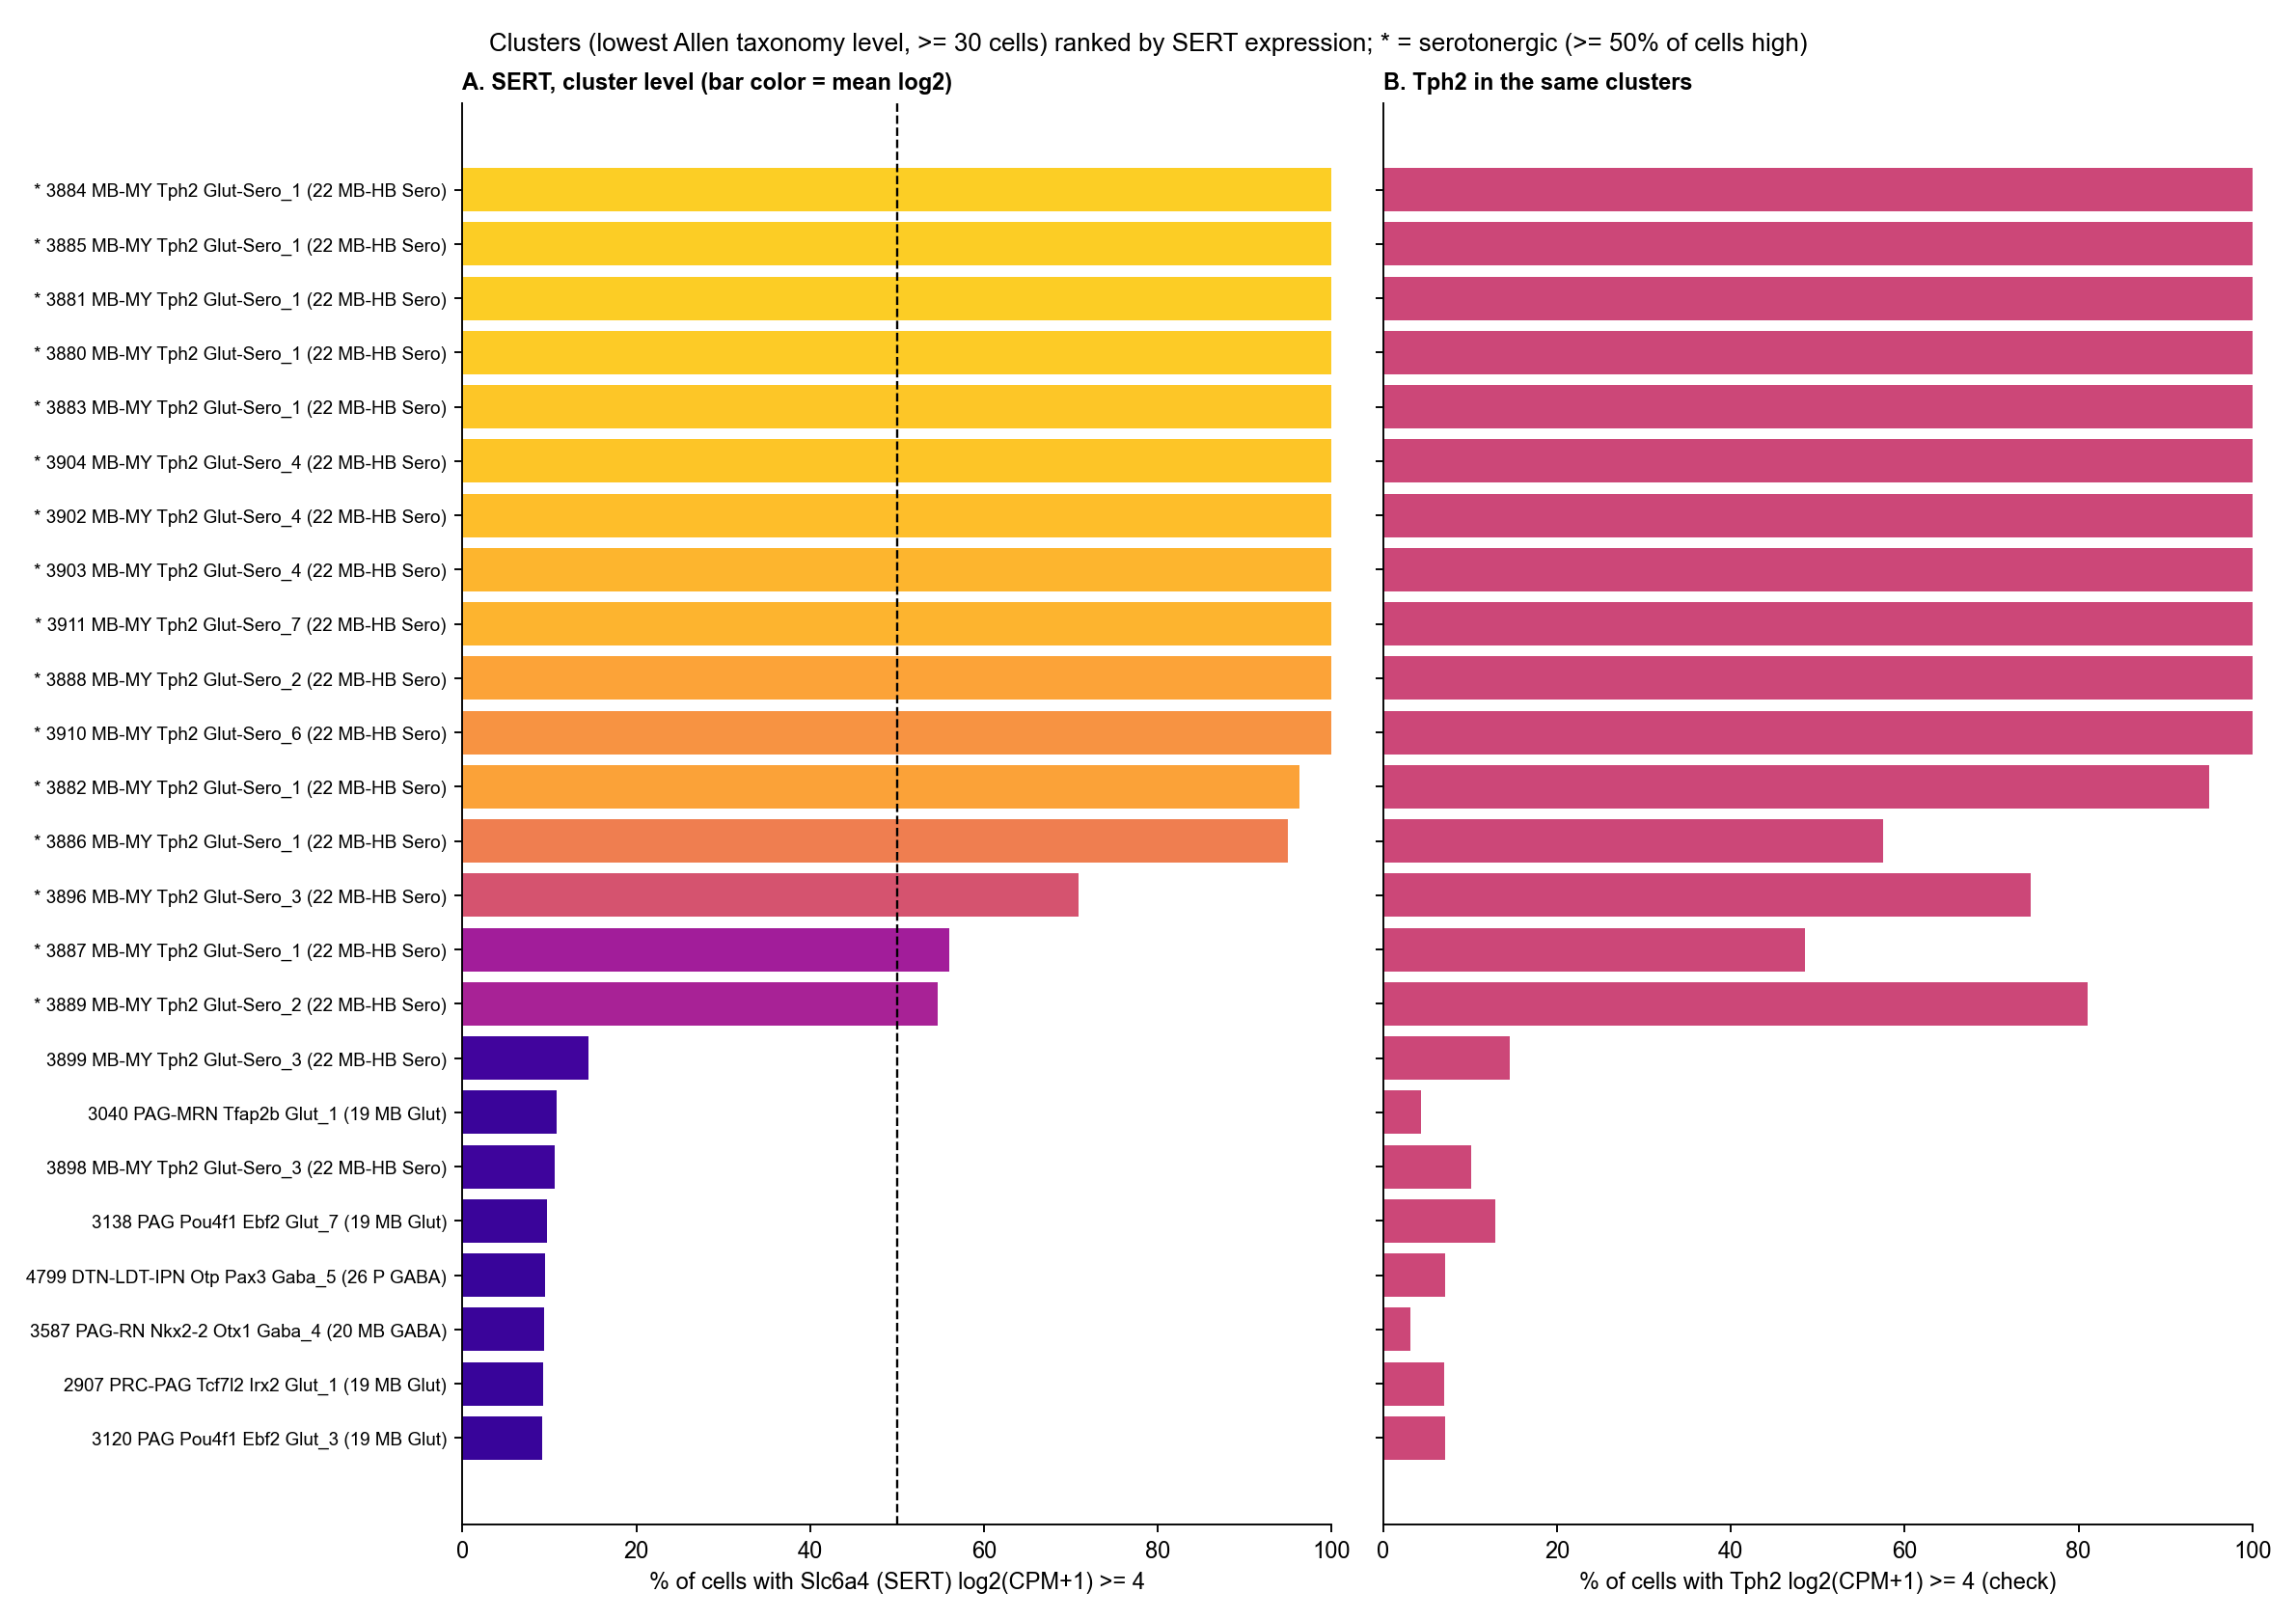 Clusters (lowest Allen taxonomy level, >= 30 cells) ranked by SERT expression; * = serotonergic (>= 50% of cells high)
A. SERT, cluster level (bar color = mean log2)
B. Tph2 in the same clusters
* 3884 MB-MY Tph2 Glut-Sero_1 (22 MB-HB Sero)
* 3885 MB-MY Tph2 Glut-Sero_1 (22 MB-HB Sero)
* 3881 MB-MY Tph2 Glut-Sero_1 (22 MB-HB Sero)
* 3880 MB-MY Tph2 Glut-Sero_1 (22 MB-HB Sero)
* 3883 MB-MY Tph2 Glut-Sero_1 (22 MB-HB Sero)
* 3904 MB-MY Tph2 Glut-Sero_4 (22 MB-HB Sero)
* 3902 MB-MY Tph2 Glut-Sero_4 (22 MB-HB Sero)
* 3903 MB-MY Tph2 Glut-Sero_4 (22 MB-HB Sero)
* 3911 MB-MY Tph2 Glut-Sero_7 (22 MB-HB Sero)
* 3888 MB-MY Tph2 Glut-Sero_2 (22 MB-HB Sero)
* 3910 MB-MY Tph2 Glut-Sero_6 (22 MB-HB Sero)
* 3882 MB-MY Tph2 Glut-Sero_1 (22 MB-HB Sero)
* 3886 MB-MY Tph2 Glut-Sero_1 (22 MB-HB Sero)
* 3896 MB-MY Tph2 Glut-Sero_3 (22 MB-HB Sero)
* 3887 MB-MY Tph2 Glut-Sero_1 (22 MB-HB Sero)
* 3889 MB-MY Tph2 Glut-Sero_2 (22 MB-HB Sero)
3899 MB-MY Tph2 Glut-Sero_3 (22 MB-HB Sero)
3040 PAG-MRN Tfap2b Glut_1 (19 MB Glut)
3898 MB-MY Tph2 Glut-Sero_3 (22 MB-HB Sero)
3138 PAG Pou4f1 Ebf2 Glut_7 (19 MB Glut)
4799 DTN-LDT-IPN Otp Pax3 Gaba_5 (26 P GABA)
3587 PAG-RN Nkx2-2 Otx1 Gaba_4 (20 MB GABA)
2907 PRC-PAG Tcf7l2 Irx2 Glut_1 (19 MB Glut)
3120 PAG Pou4f1 Ebf2 Glut_3 (19 MB Glut)
0 20 40 60 80 100
% of cells with Slc6a4 (SERT) log2(CPM+1) >= 4
0 20 40 60 80 100
% of cells with Tph2 log2(CPM+1) >= 4 (check)